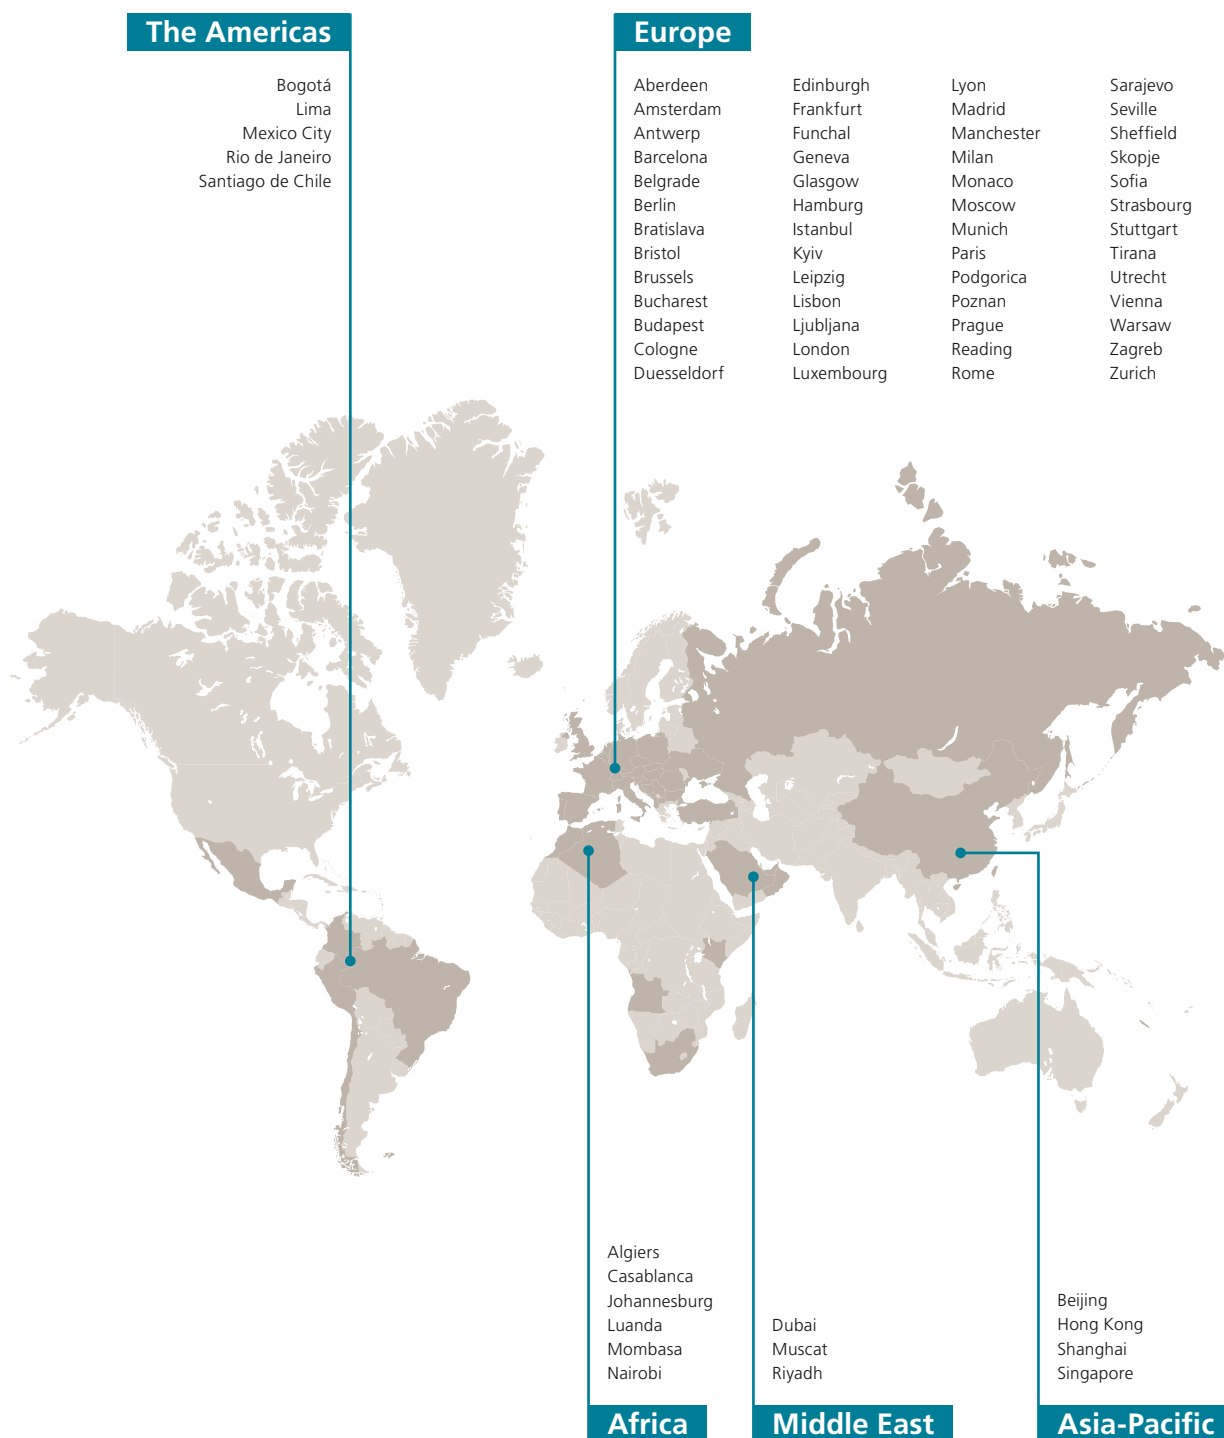 The Americas
Bogotá
Lima
Mexico City
Rio de Janeiro
Santiago de Chile
Europe
Aberdeen
Amsterdam
Antwerp
Barcelona
Belgrade
Berlin
Bratislava
Bristol
Brussels
Bucharest
Budapest
Cologne
Duesseldorf
Edinburgh
Frankfurt
Funchal
Geneva
Glasgow
Hamburg
Istanbul
Kyiv
Leipzig
Lisbon
Ljubljana
London
Luxembourg
Lyon
Madrid
Manchester
Milan
Monaco
Moscow
Munich
Paris
Podgorica
Poznan
Prague
Reading
Rome
Sarajevo
Seville
Sheffield
Skopje
Sofia
Strasbourg
Stuttgart
Tirana
Utrecht
Vienna
Warsaw
Zagreb
Zurich
Algiers
Casablanca
Johannesburg
Luanda
Mombasa
Nairobi
Africa
Dubai
Muscat
Riyadh
Middle East
Beijing
Hong Kong
Shanghai
Singapore
Asia-Pacific